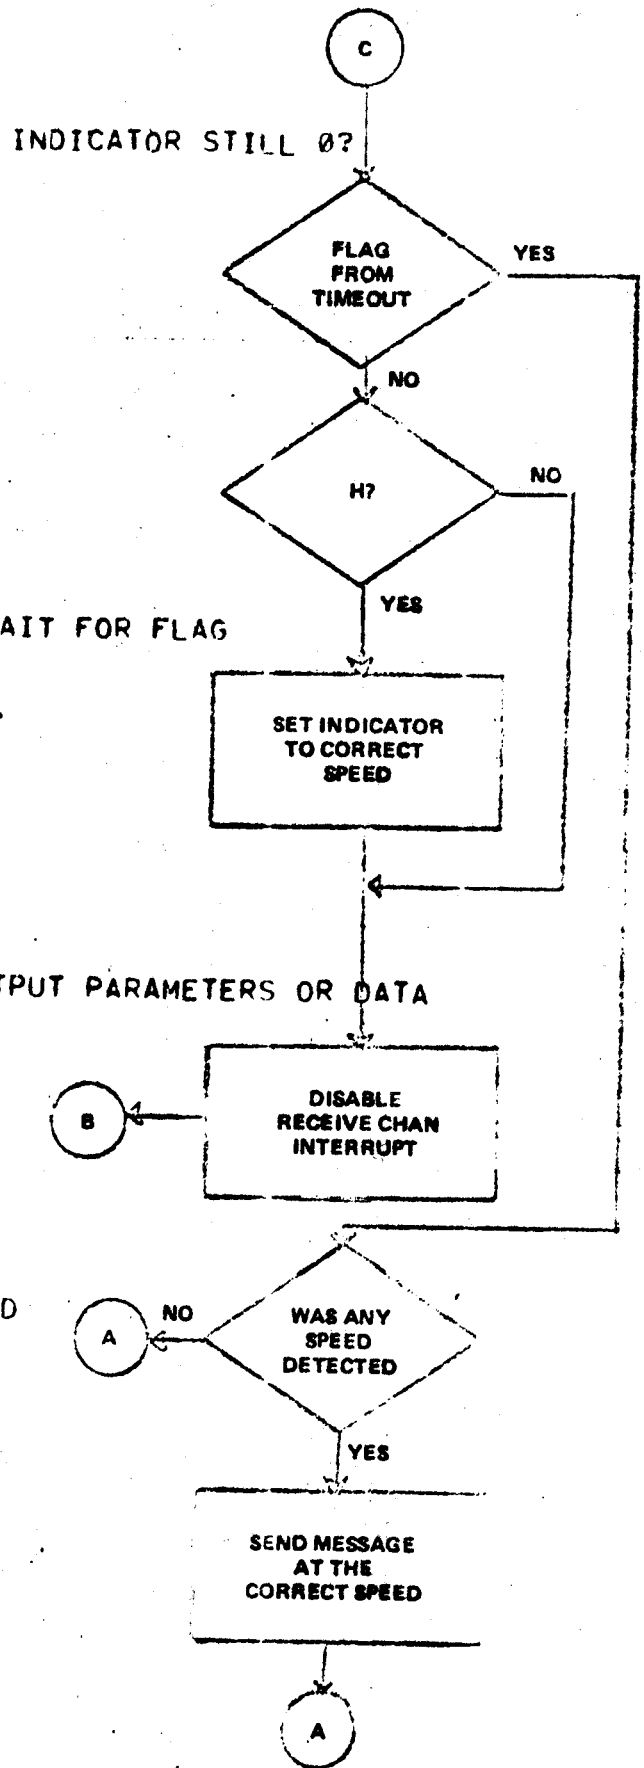 C
INDICATOR STILL 0?
FLAG
FROM
TIMEOUT
YES
NO
H?
NO
YES
AIT FOR FLAG
SET INDICATOR
TO CORRECT
SPEED
TPUT PARAMETERS OR DATA
DISABLE
RECEIVE CHAN
INTERRUPT
B
D
A
NO
WAS ANY
SPEED
DETECTED
YES
SEND MESSAGE
AT THE
CORRECT SPEED
A